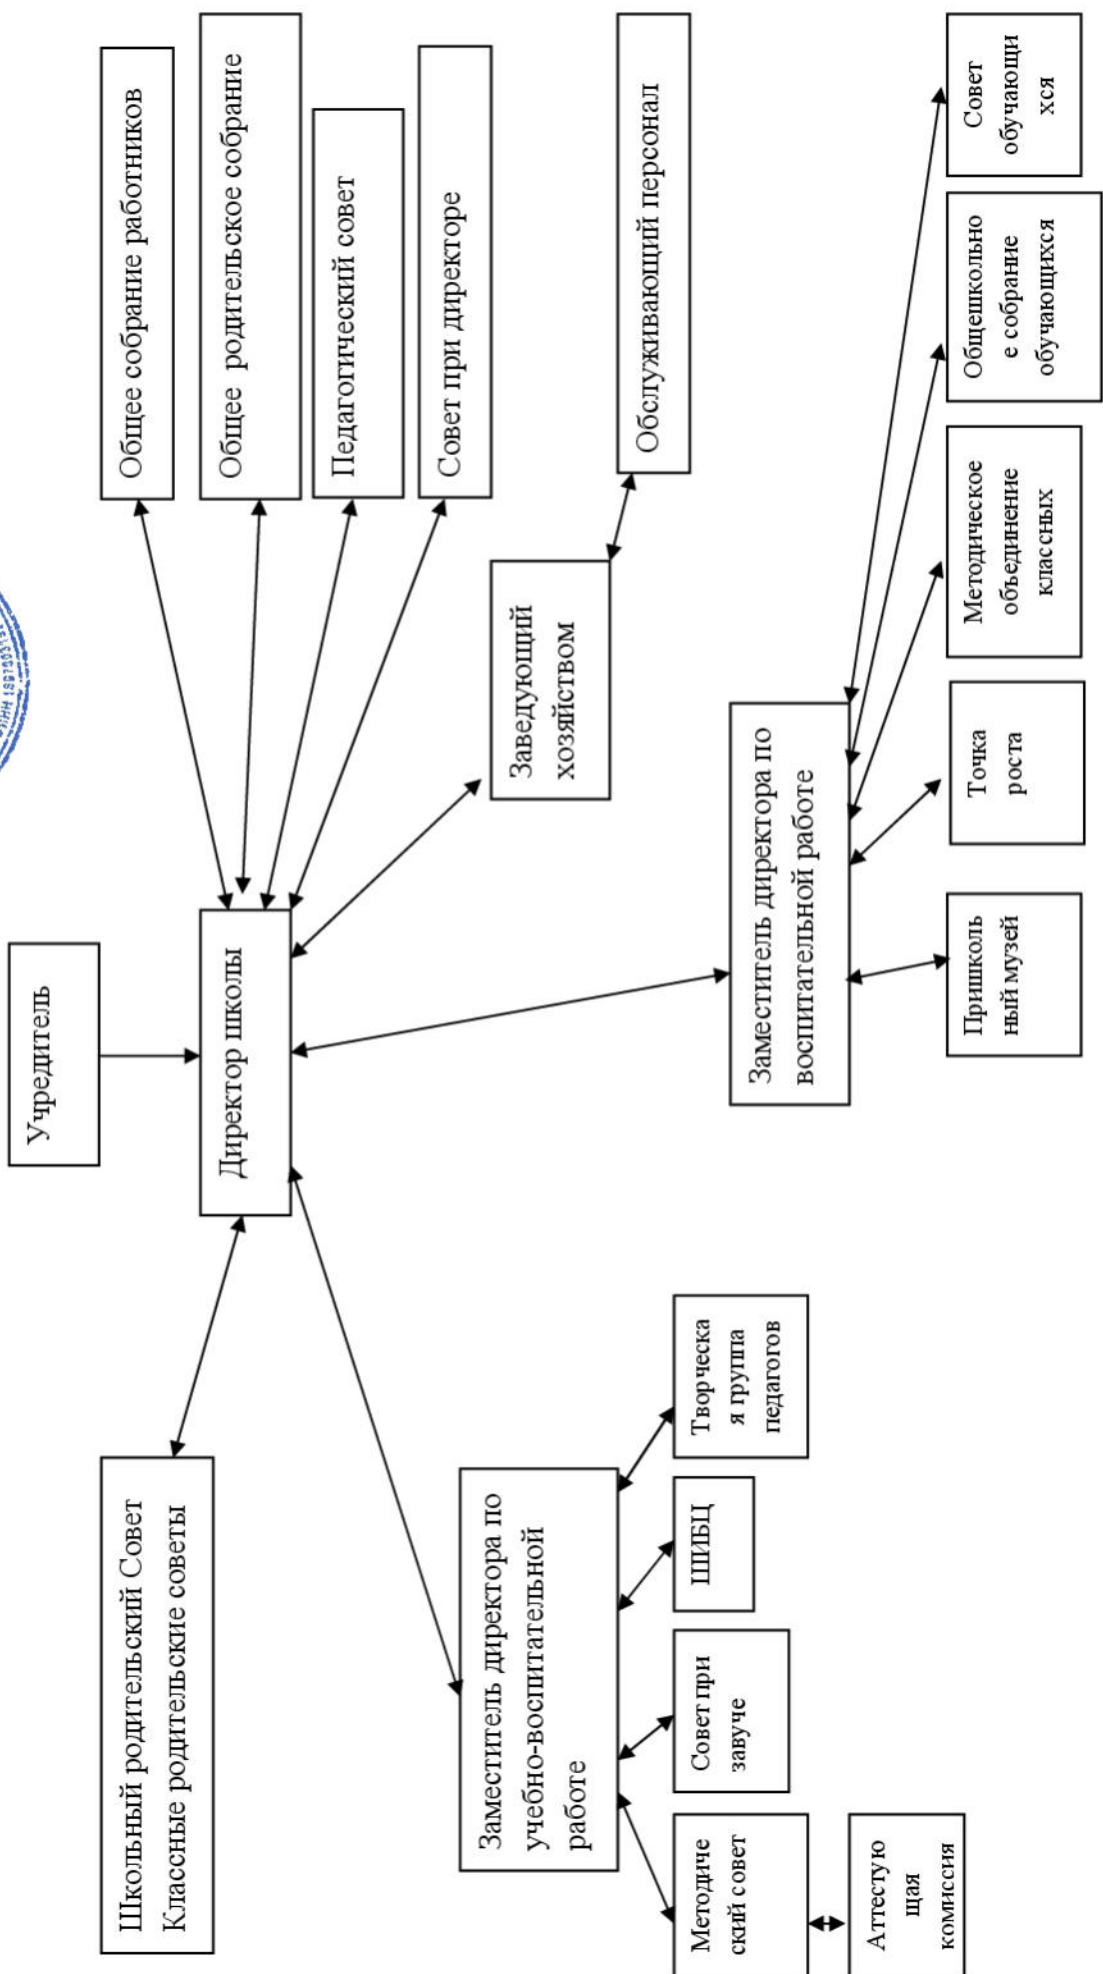 Учредитель
Директор школы
Школьный родительский Совет
Классные родительские советы
Общее собрание работников
Общее родительское собрание
Педагогический совет
Совет при директоре
Заведующий
хозяйством
Обслуживающий персонал
Заместитель директора по
учебно-воспитательной
работе
Заместитель директора по
воспитательной работе
Методиче
ский совет
Совет при
завуче
ШИБЦ
Творческа
я группа
педагогов
Аттестую
щая
комиссия
Пришколь
ный музей
Точка
роста
Методическое
объединение
классных
Общешкольно
е собрание
обучающихся
Совет
обучающи
хся